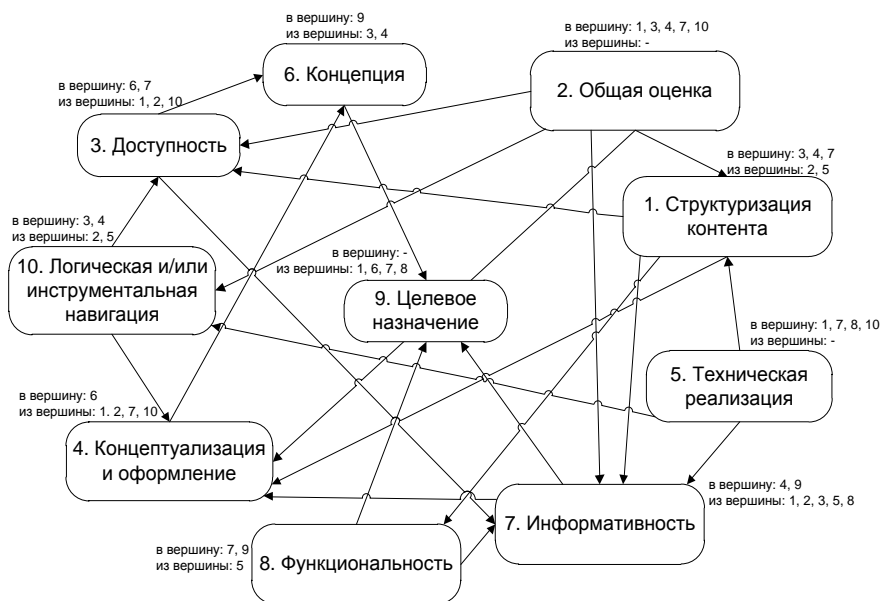 в вершину: 9
из вершины: 3, 4
6. Концепция
в вершину: 1, 3, 4, 7, 10
из вершины: -
2. Общая оценка
в вершину: 6, 7
из вершины: 1, 2, 10
3. Доступность
в вершину: 3, 4, 7
из вершины: 2, 5
1. Структуризация
контента
в вершину: 3, 4
из вершины: 2, 5
10. Логическая и/или
инструментальная
навигация
в вершину: -
из вершины: 1, 6, 7, 8
9. Целевое
назначение
в вершину: 1, 7, 8, 10
из вершины: -
5. Техническая
реализация
в вершину: 6
из вершины: 1. 2, 7, 10
4. Концептуализация
и оформление
в вершину: 4, 9
из вершины: 1, 2, 3, 5, 8
7. Информативность
в вершину: 7, 9
из вершины: 5
8. Функциональность